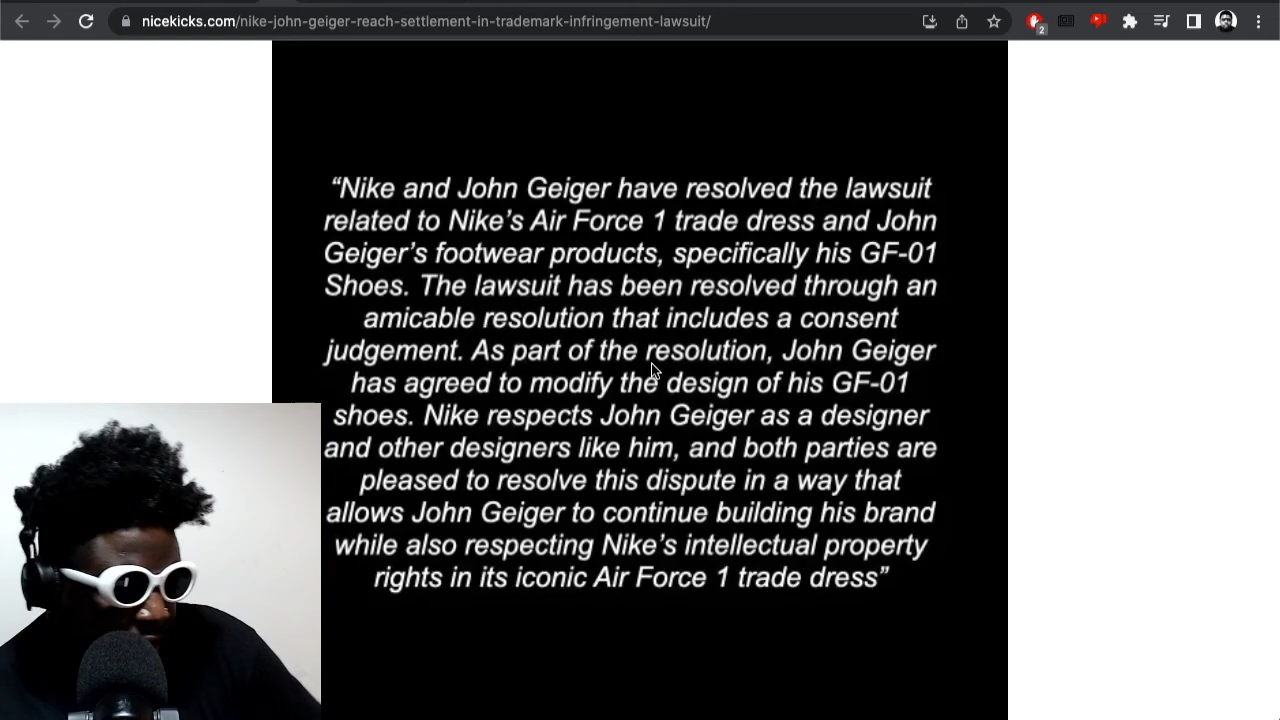 nicekicks.com/nike-john-geiger-reach-settlement-in-trademark-infringement-lawsuit/
2
“Nike and John Geiger have resolved the lawsuit
related to Nike’s Air Force 1 trade dress and John
Geiger’s footwear products, specifically his GF-01
Shoes. The lawsuit has been resolved through an
amicable resolution that includes a consent
judgement. As part of the resolution, John Geiger
has agreed to modify the design of his GF-01
shoes. Nike respects John Geiger as a designer
and other designers like him, and both parties are
pleased to resolve this dispute in a way that
allows John Geiger to continue building his brand
while also respecting Nike’s intellectual property
rights in its iconic Air Force 1 trade dress”